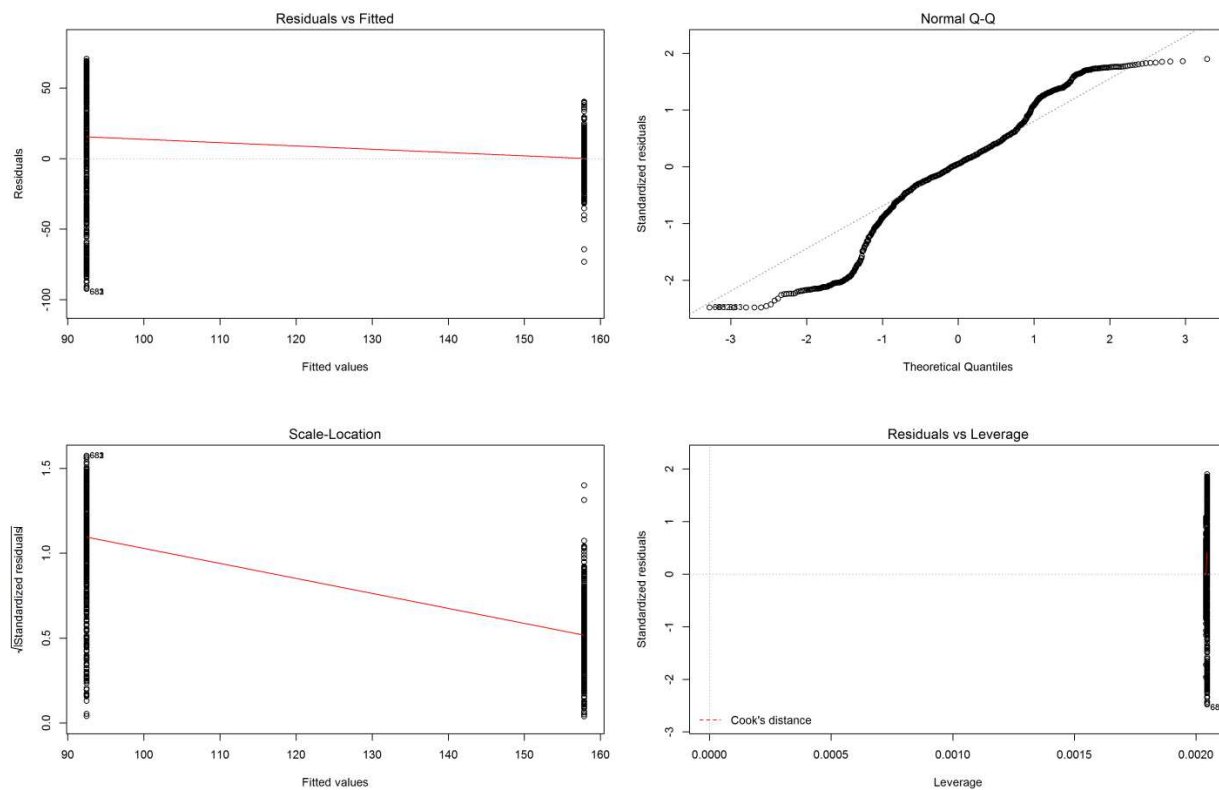 Residuals vs Fitted
Residuals
50
0
-50
-100
90 100 110 120 130 140 150 160
Fitted values
Normal Q-Q
Standardized residuals
2
1
0
-1
-2
-3 -2 -1 0 1 2 3
Theoretical Quantiles
Scale-Location
√|Standardized residuals|
1.5
1.0
0.5
0.0
90 100 110 120 130 140 150 160
Fitted values
Residuals vs Leverage
Standardized residuals
2
1
0
-1
-2
-3
68
Cook's distance
0.0000 0.0005 0.0010 0.0015 0.0020
Leverage